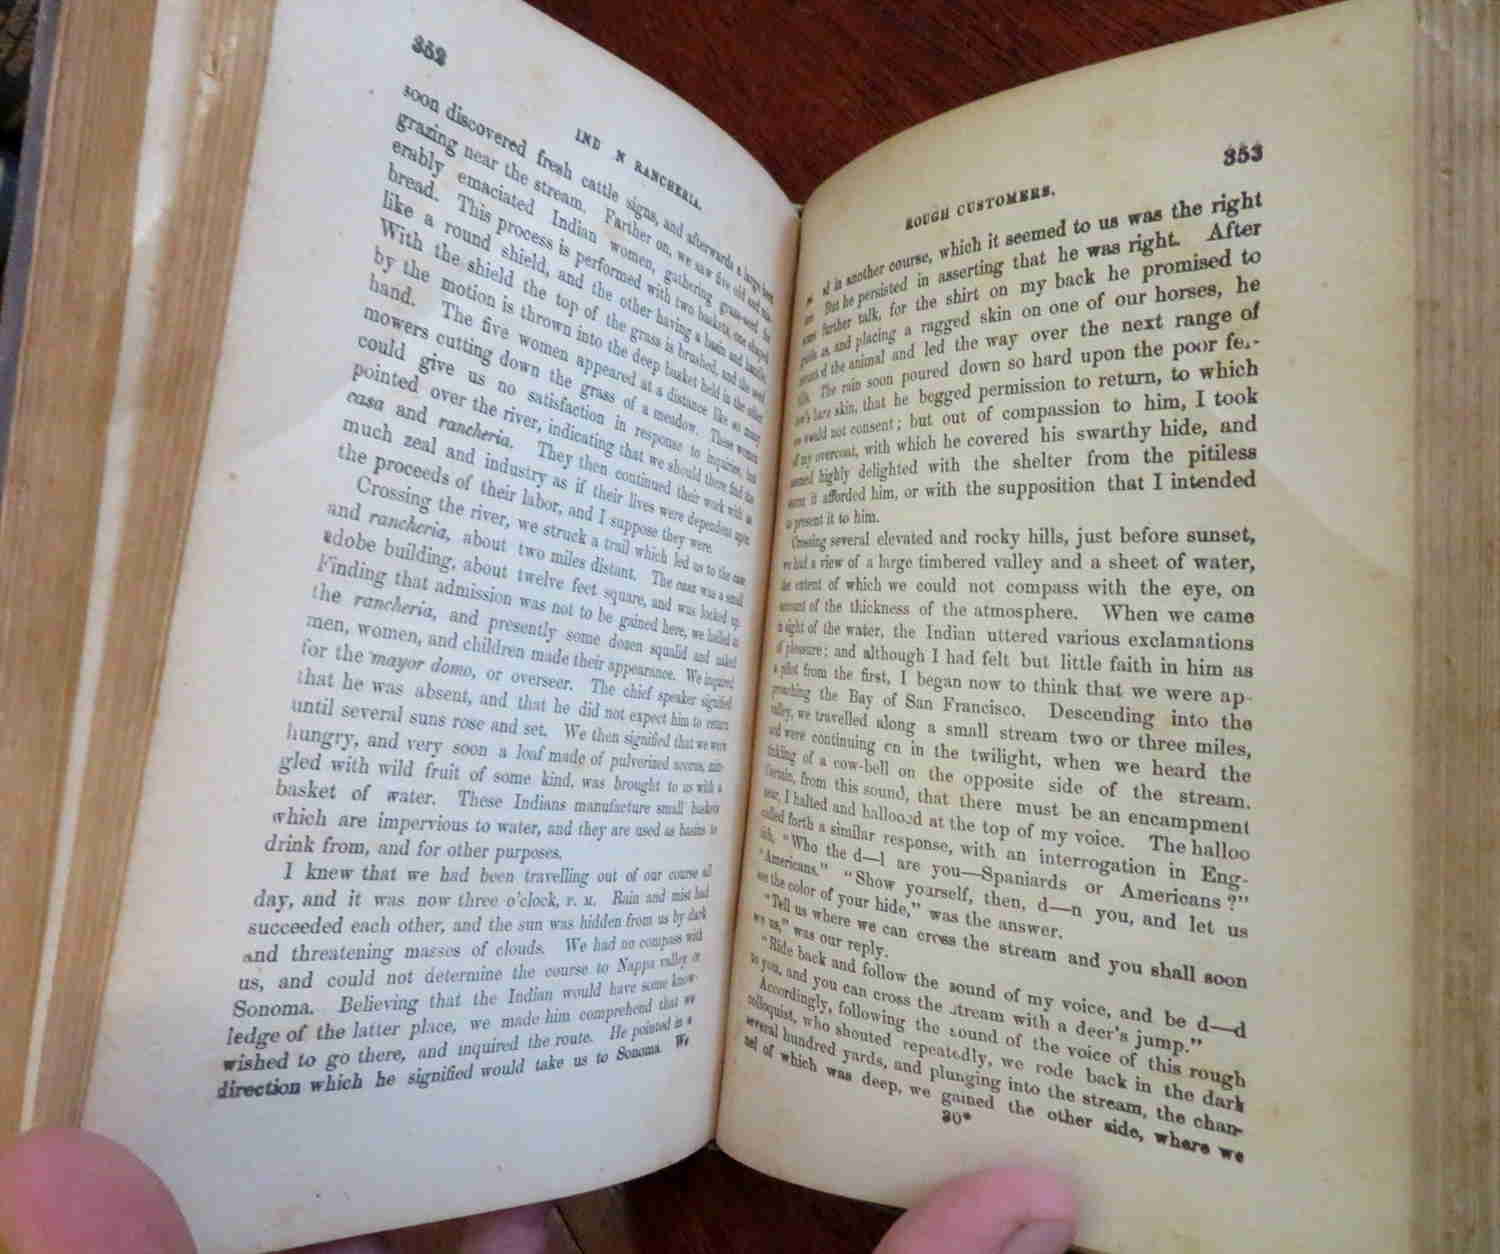 352
IND N RANCHERIA.
soon discovered fresh cattle signs, and afterwards a large herd
grazing near the stream. Farther on, we saw five old and mis-
erably emaciated Indian women, gathering grass-seed for
bread. This process is performed with two baskets, one shaped
like a round shield, and the other having a basin and handle.
With the shield the top of the grass is brushed, and the seed
by the motion is thrown into the deep basket held in the other
hand. The five women appeared at a distance like so many
mowers cutting down the grass of a meadow. These women
could give us no satisfaction in response to inquiries, but
pointed over the river, indicating that we should there find the
casa and rancheria. They then continued their work with as
much zeal and industry as if their lives were dependent upon
the proceeds of their labor, and I suppose they were.
Crossing the river, we struck a trail which led us to the casa
and rancheria, about two miles distant. The casa was a small
adobe building, about twelve feet square, and was locked up.
Finding that admission was not to be gained here, we hailed at
the rancheria, and presently some dozen squalid and naked
men, women, and children made their appearance. We inquired
for the mayor domo, or overseer. The chief speaker signified
that he was absent, and that he did not expect him to return
until several suns rose and set. We then signified that we were
hungry, and very soon a loaf made of pulverized acorns, min-
gled with wild fruit of some kind, was brought to us with a
basket of water. These Indians manufacture small baskets
which are impervious to water, and they are used as basins to
drink from, and for other purposes.
I knew that we had been travelling out of our course all
day, and it was now three o'clock, P. M. Rain and mist had
succeeded each other, and the sun was hidden from us by dark
and threatening masses of clouds. We had no compass with
us, and could not determine the course to Nappa valley or
Sonoma. Believing that the Indian would have some know-
ledge of the latter place, we made him comprehend that we
wished to go there, and inquired the route. He pointed in a
direction which he signified would take us to Sonoma. We
353
ROUGH CUSTOMERS.
d in another course, which it seemed to us was the right
But he persisted in asserting that he was right. After
some further talk, for the shirt on my back he promised to
guide us, and placing a ragged skin on one of our horses, he
mounted the animal and led the way over the next range of
hills. The rain soon poured down so hard upon the poor fel-
low's bare skin, that he begged permission to return, to which
we would not consent; but out of compassion to him, I took
off my overcoat, with which he covered his swarthy hide, and
seemed highly delighted with the shelter from the pitiless
storm it afforded him, or with the supposition that I intended
to present it to him.
Crossing several elevated and rocky hills, just before sunset,
we had a view of a large timbered valley and a sheet of water,
the extent of which we could not compass with the eye, on
account of the thickness of the atmosphere. When we came
in sight of the water, the Indian uttered various exclamations
of pleasure; and although I had felt but little faith in him as
a pilot from the first, I began now to think that we were ap-
proaching the Bay of San Francisco. Descending into the
valley, we travelled along a small stream two or three miles,
and were continuing on in the twilight, when we heard the
tinkling of a cow-bell on the opposite side of the stream.
Certain, from this sound, that there must be an encampment
near, I halted and hallooed at the top of my voice. The halloo
called forth a similar response, with an interrogation in Eng-
lish, "Who the d—l are you—Spaniards or Americans?"
"Americans." "Show yourself, then, d—n you, and let us
see the color of your hide," was the answer.
"Tell us where we can cross the stream and you shall soon
see us," was our reply.
"Ride back and follow the sound of my voice, and be d—d
to you, and you can cross the stream with a deer's jump."
Accordingly, following the sound of the voice of this rough
colloquist, who shouted repeatedly, we rode back in the dark
several hundred yards, and plunging into the stream, the chan-
nel of which was deep, we gained the other side, where we
30*